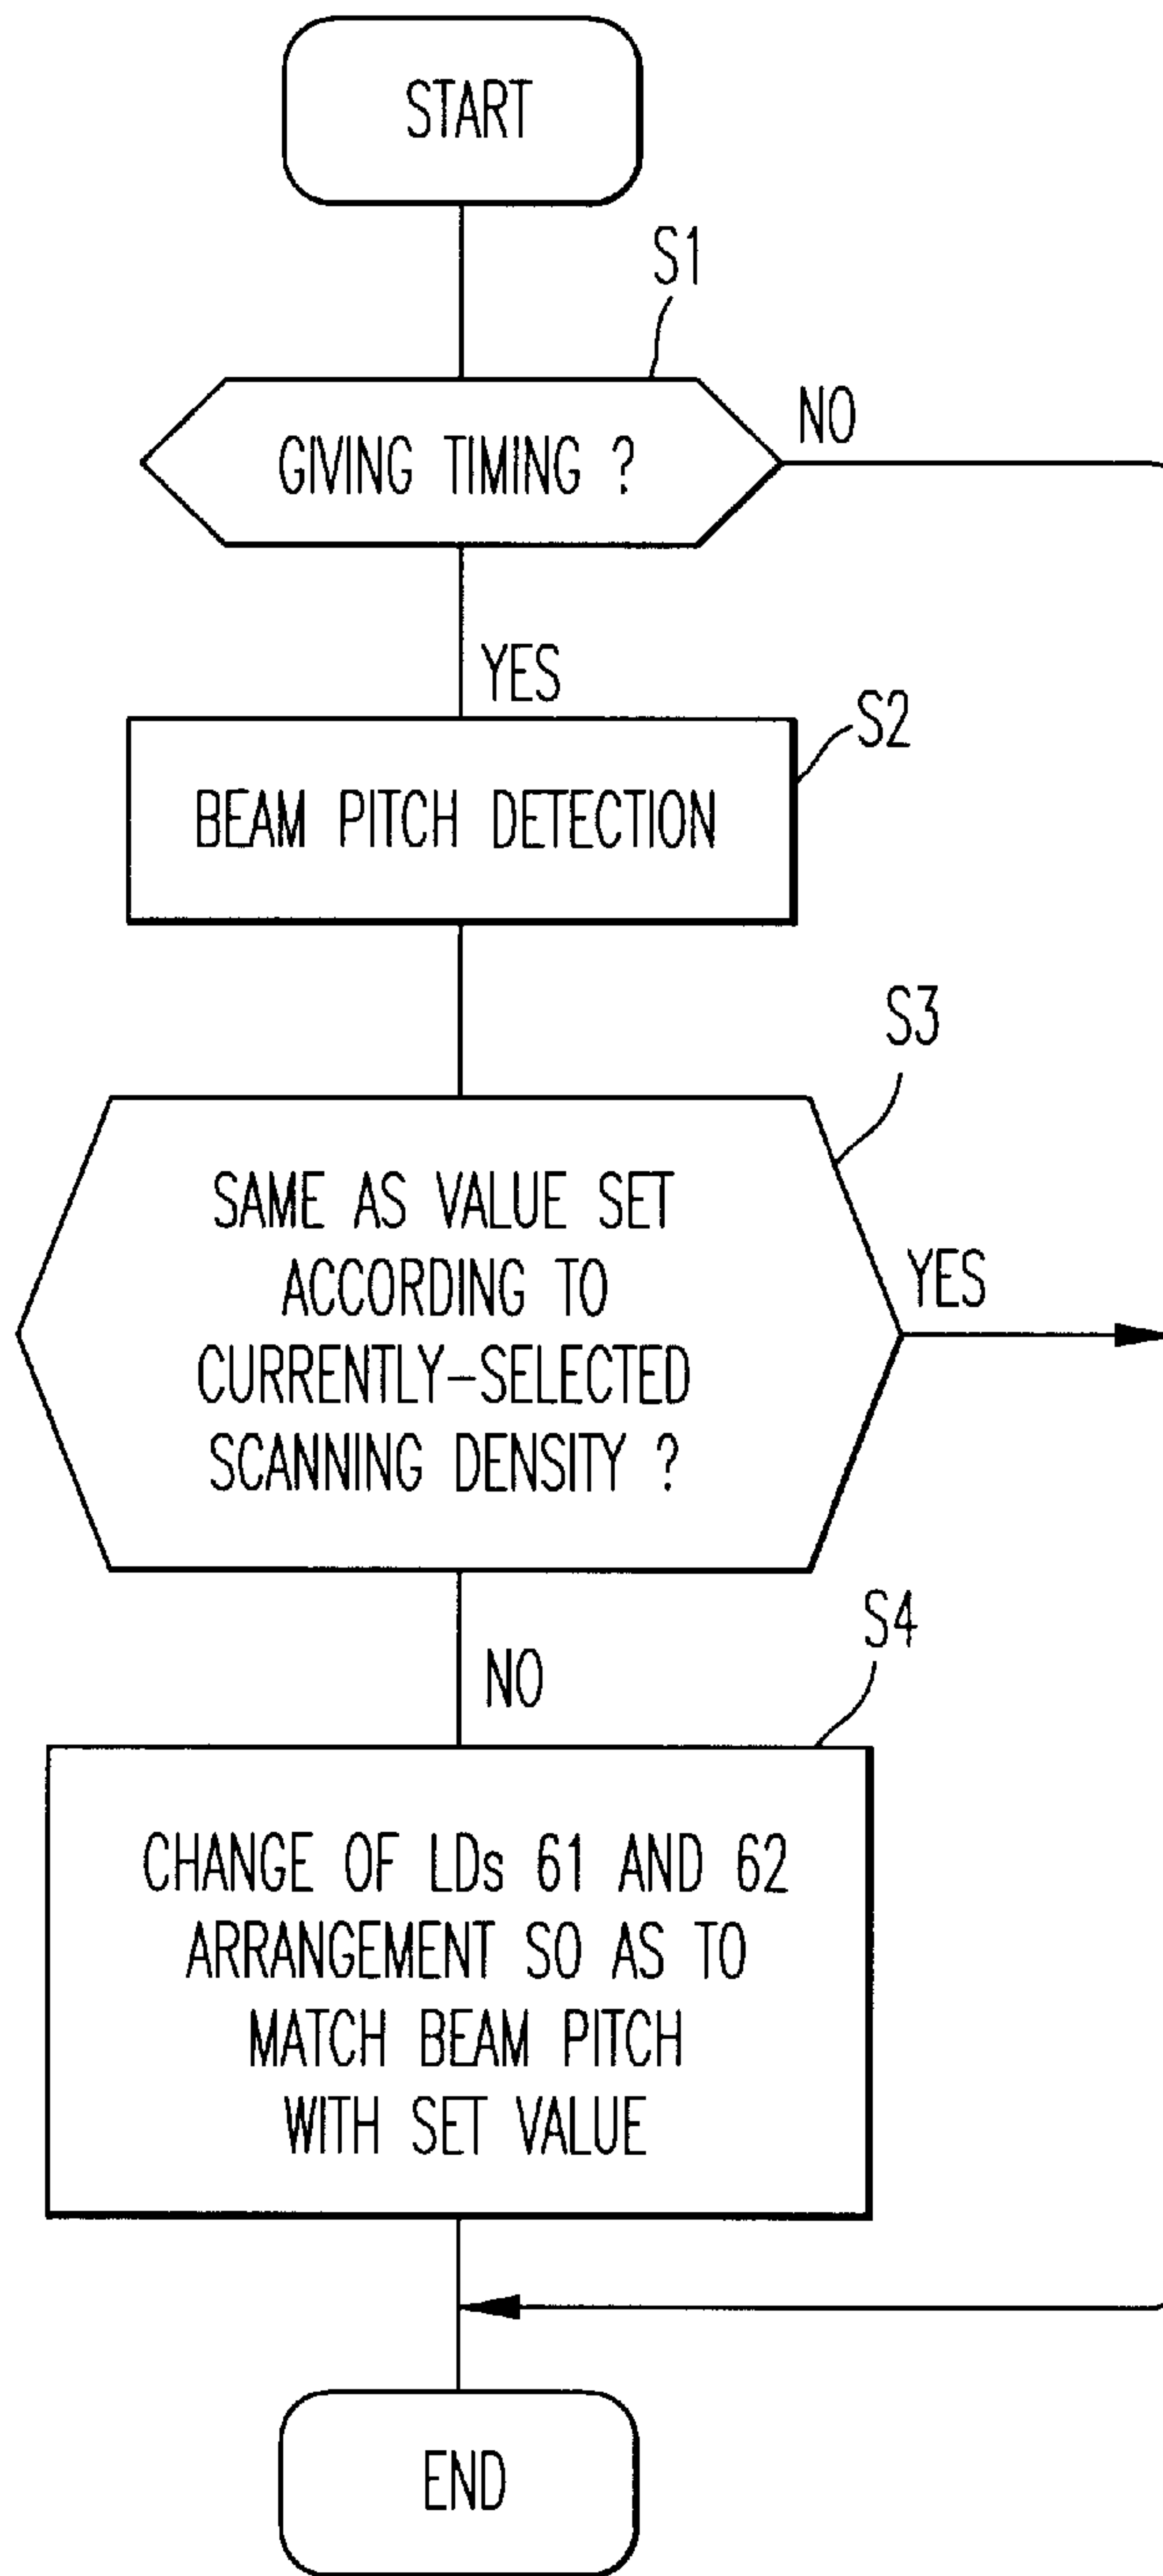 START
S1
GIVING TIMING ?
NO
YES
S2
BEAM PITCH DETECTION
S3
SAME AS VALUE SET
ACCORDING TO
CURRENTLY-SELECTED
SCANNING DENSITY ?
YES
NO
S4
CHANGE OF LDs 61 AND 62
ARRANGEMENT SO AS TO
MATCH BEAM PITCH
WITH SET VALUE
END